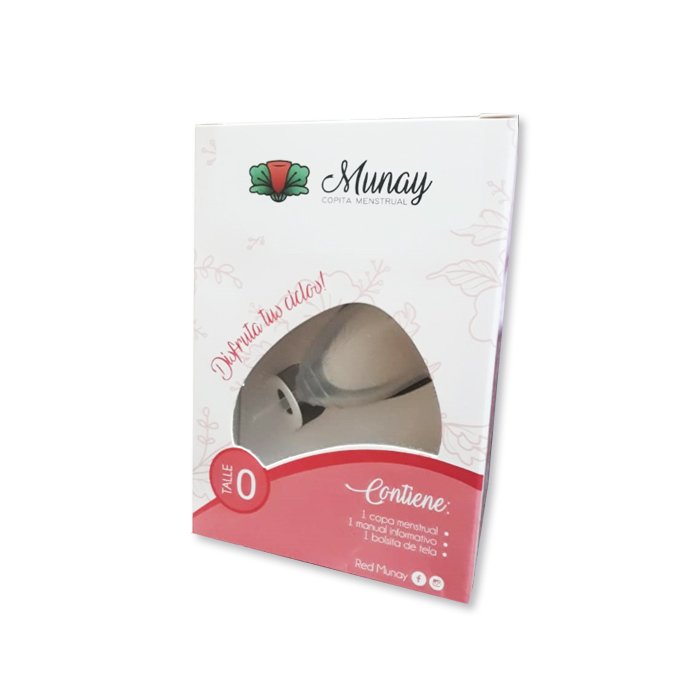 Munay
COPITA MENSTRUAL
Disfruta tus ciclos!
TALLE 0
Contiene:
1 copa menstrual
1 manual informativo
1 bolsita de tela
Red Munay